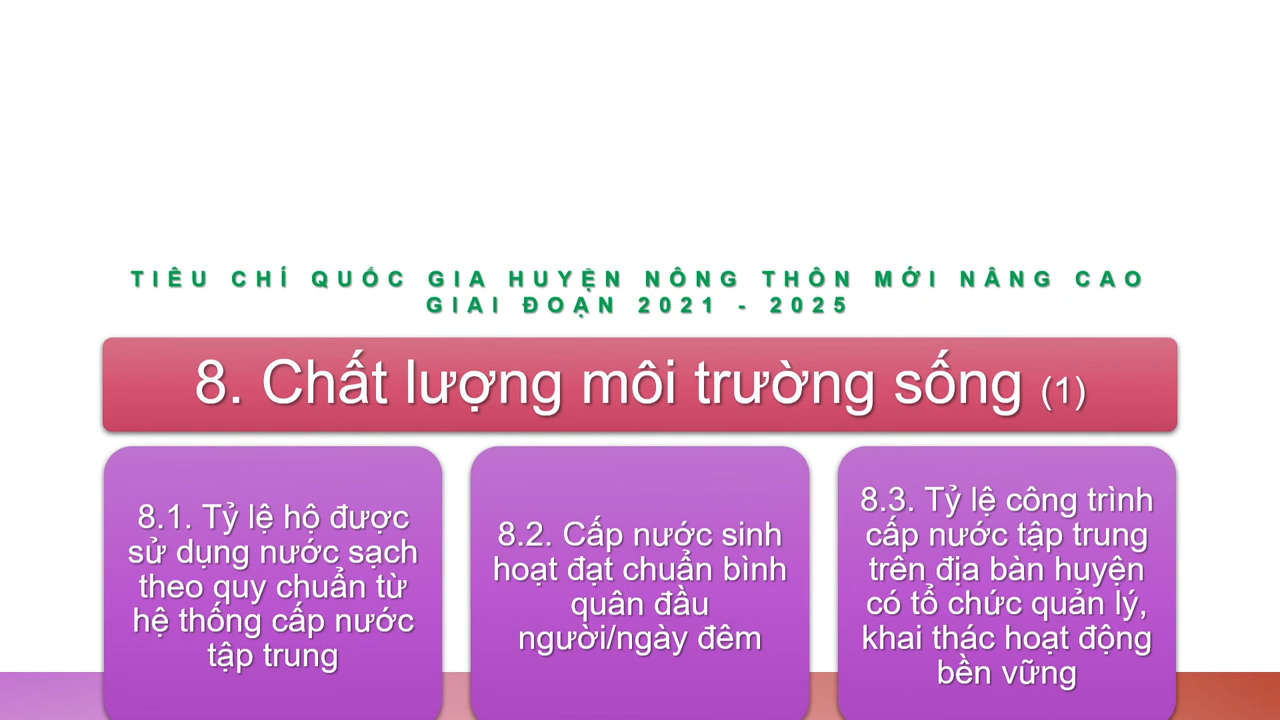 TIÊU CHÍ QUỐC GIA HUYỆN NÔNG THÔN MỚI NÂNG CAO
GIAI ĐOẠN 2021 - 2025
8. Chất lượng môi trường sống (1)
8.1. Tỷ lệ hộ được
sử dụng nước sạch
theo quy chuẩn từ
hệ thống cấp nước
tập trung
8.2. Cấp nước sinh
hoạt đạt chuẩn bình
quân đầu
người/ngày đêm
8.3. Tỷ lệ công trình
cấp nước tập trung
trên địa bàn huyện
có tổ chức quản lý,
khai thác hoạt động
bền vững